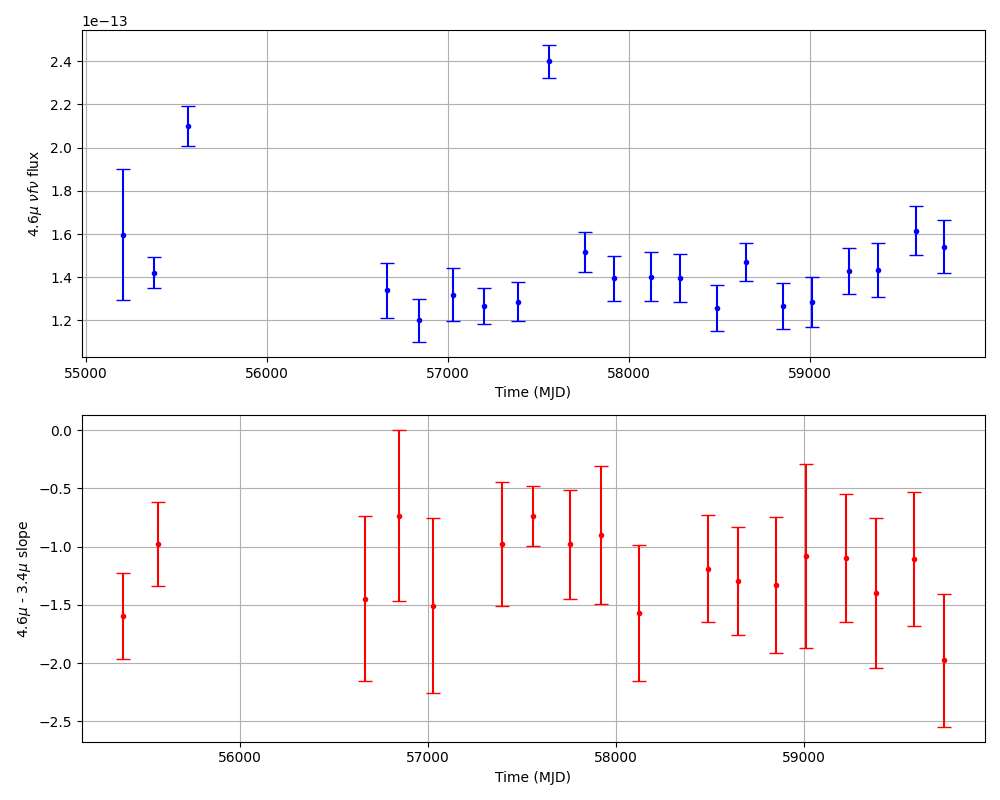 1e−13
2.4
2.2
2.0
1.8
1.6
1.4
1.2
4.6μ νfν flux
55000 56000 57000 58000 59000
Time (MJD)
0.0
−0.5
−1.0
−1.5
−2.0
−2.5
4.6μ - 3.4μ slope
56000 57000 58000 59000
Time (MJD)